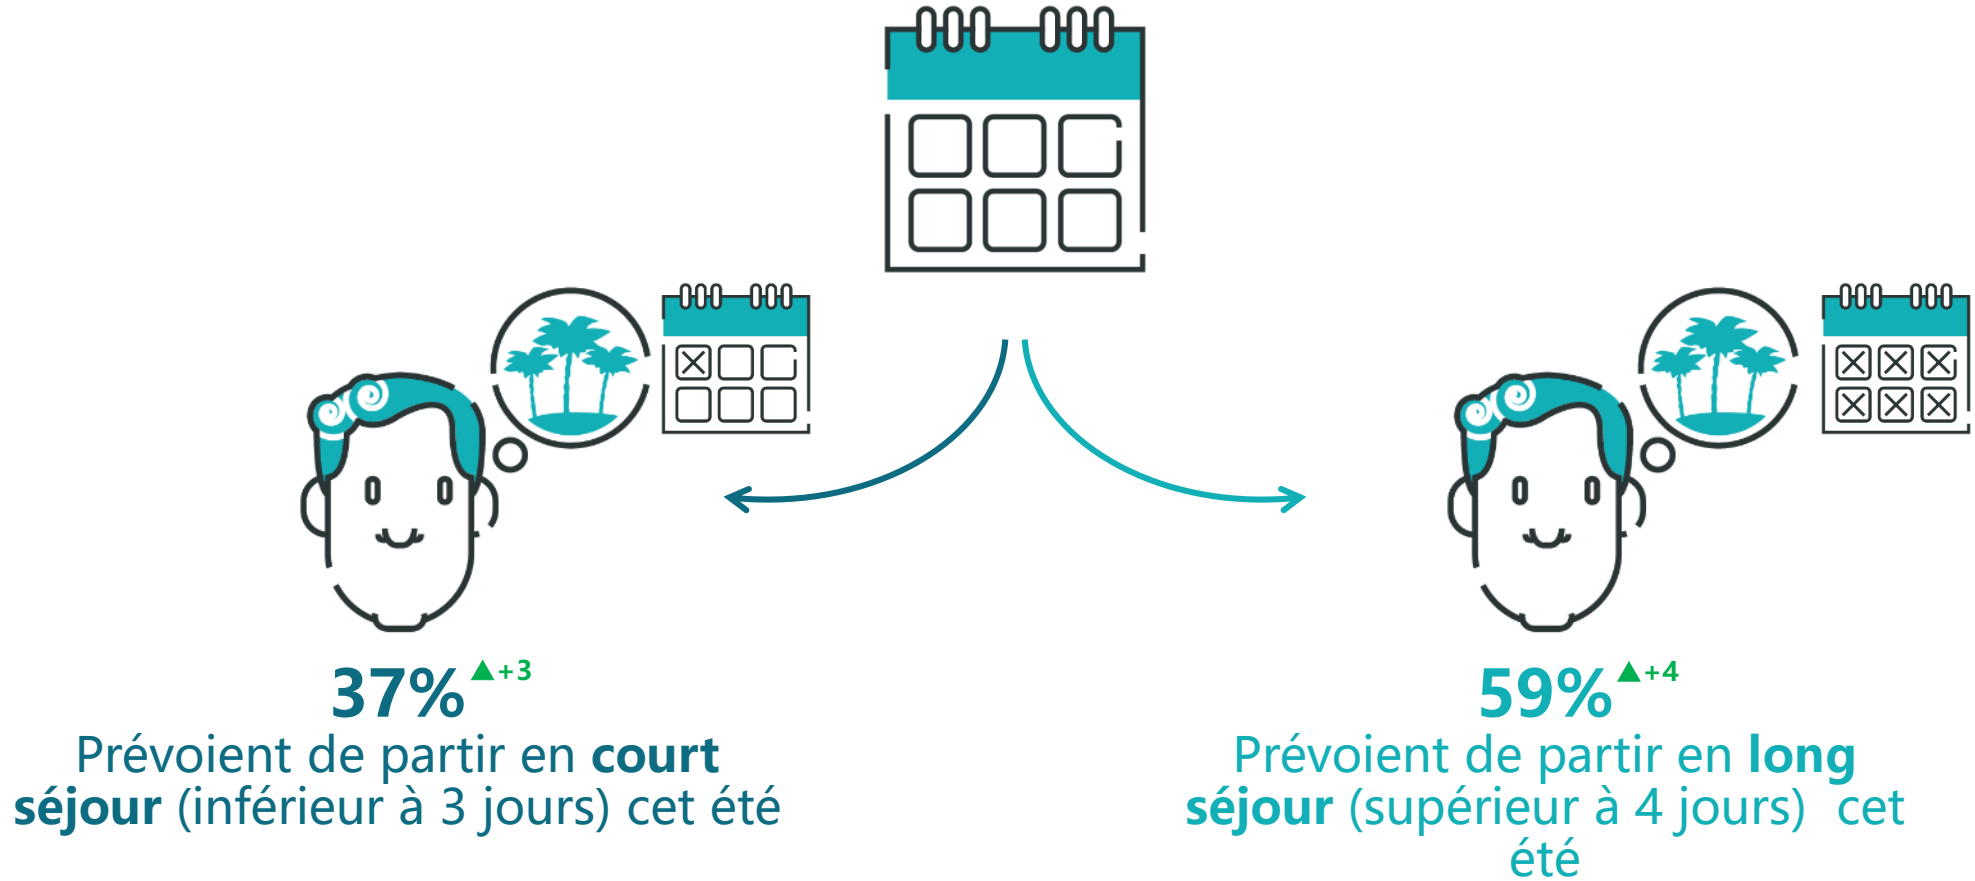 37% ▲+3
Prévoient de partir en court
séjour (inférieur à 3 jours) cet été
59% ▲+4
Prévoient de partir en long
séjour (supérieur à 4 jours)  cet
été